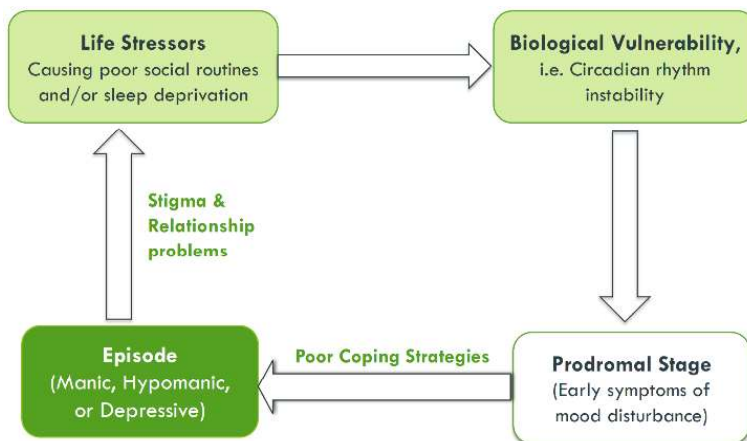 Life Stressors
Causing poor social routines
and/or sleep deprivation
Biological Vulnerability,
i.e. Circadian rhythm
instability
Stigma &
Relationship
problems
Episode
(Manic, Hypomanic,
or Depressive)
Poor Coping Strategies
Prodromal Stage
(Early symptoms of
mood disturbance)